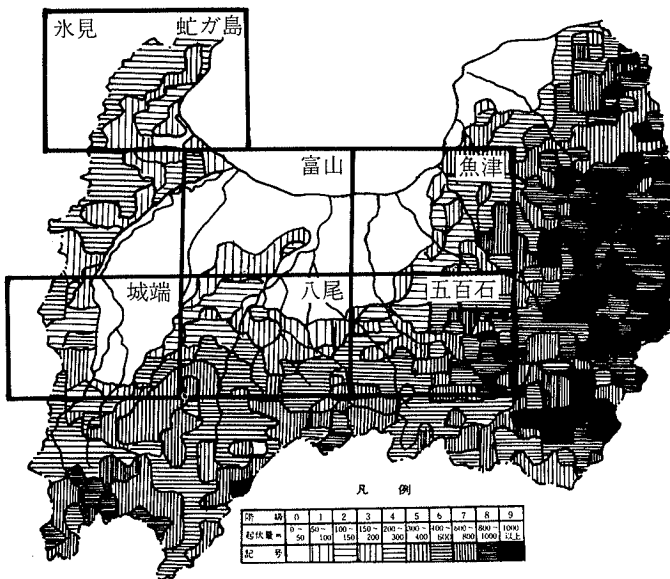 氷見 虻ガ島
富山 魚津
城端 八尾 五百石
凡例
階級 0 1 2 3 4 5 6 7 8 9
起伏量m 0~50 50~100 100~150 150~200 200~300 300~400 400~600 600~800 800~1000 1000以上
記号